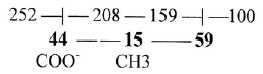 252 —|— 208 — 159 —|— 100
44 — 15 — 59
COO⁻ CH3